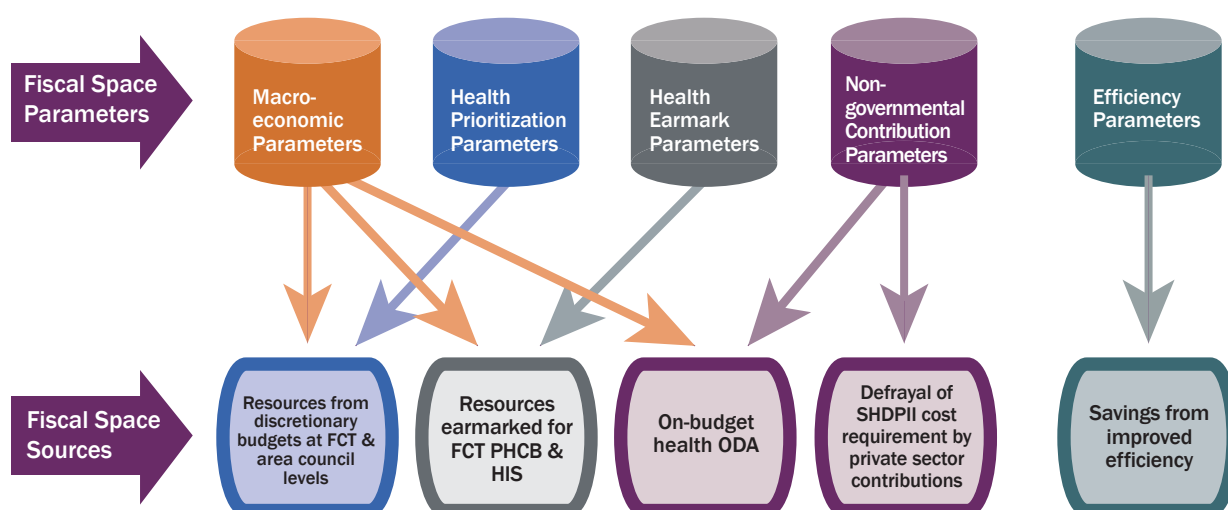 Fiscal Space
Parameters
Macro-
economic
Parameters
Health
Prioritization
Parameters
Health
Earmark
Parameters
Non-
governmental
Contribution
Parameters
Efficiency
Parameters
Fiscal Space
Sources
Resources from
discretionary
budgets at FCT &
area council
levels
Resources
earmarked for
FCT PHCB &
HIS
On-budget
health ODA
Defrayal of
SHDPII cost
requirement by
private sector
contributions
Savings from
improved
efficiency